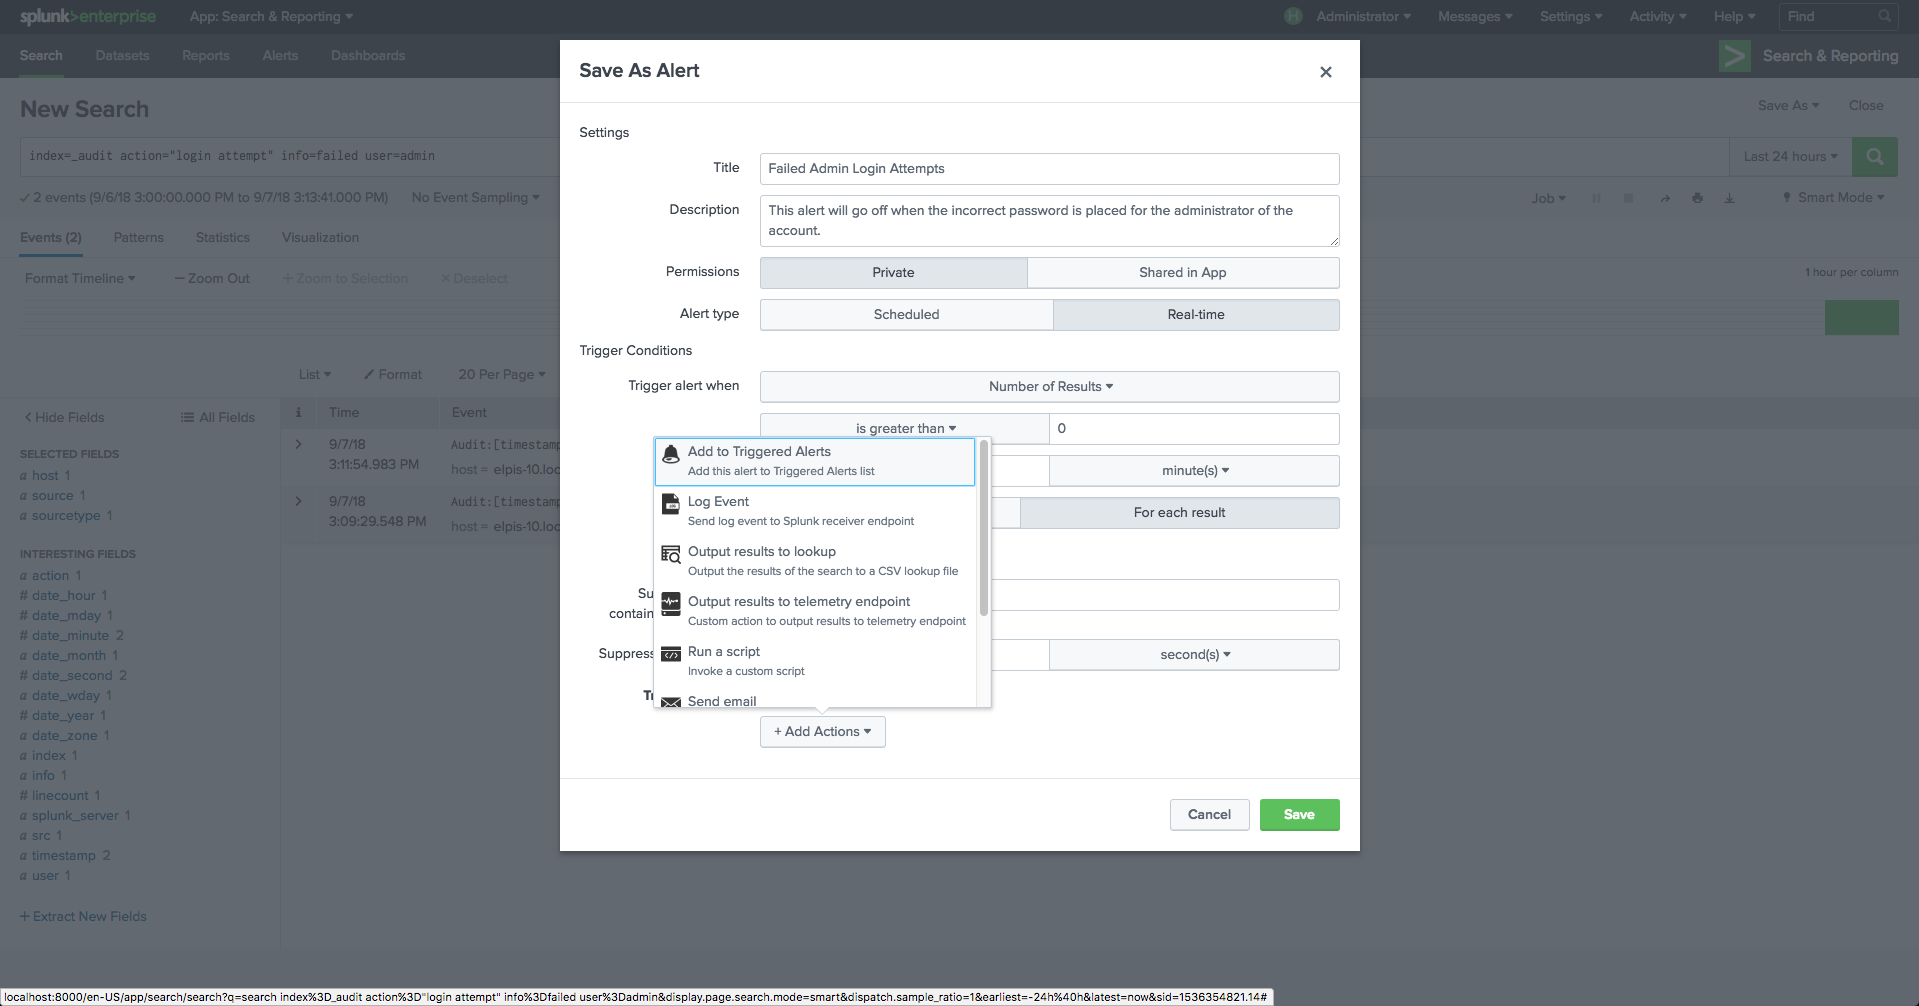 splunk>enterprise App: Search & Reporting
H Administrator Messages Settings Activity Help Find
Search Datasets Reports Alerts Dashboards
Search & Reporting
New Search
Save As Close
index=_audit action="login attempt" info=failed user=admin
Last 24 hours
✓ 2 events (9/6/18 3:00:00.000 PM to 9/7/18 3:13:41.000 PM) No Event Sampling
Job Smart Mode
Events (2) Patterns Statistics Visualization
Format Timeline — Zoom Out + Zoom to Selection × Deselect
1 hour per column
List Format 20 Per Page
< Hide Fields All Fields
i Time Event
SELECTED FIELDS
a host 1
a source 1
a sourcetype 1
INTERESTING FIELDS
a action 1
# date_hour 1
# date_mday 1
# date_minute 2
a date_month 1
# date_second 2
a date_wday 1
# date_year 1
a date_zone 1
a index 1
a info 1
# linecount 1
a splunk_server 1
a src 1
a timestamp 2
a user 1
+ Extract New Fields
9/7/18
3:11:54.983 PM
Audit:[timestamp
host = elpis-10.loc
9/7/18
3:09:29.548 PM
Audit:[timestamp
host = elpis-10.loc
Save As Alert
×
Settings
Title Failed Admin Login Attempts
Description This alert will go off when the incorrect password is placed for the administrator of the
account.
Permissions Private Shared in App
Alert type Scheduled Real-time
Trigger Conditions
Trigger alert when Number of Results
is greater than 0
minute(s)
For each result
Su
contain
Suppress
second(s)
Tr
Add to Triggered Alerts
Add this alert to Triggered Alerts list
Log Event
Send log event to Splunk receiver endpoint
Output results to lookup
Output the results of the search to a CSV lookup file
Output results to telemetry endpoint
Custom action to output results to telemetry endpoint
Run a script
Invoke a custom script
Send email
+ Add Actions
Cancel Save
localhost:8000/en-US/app/search/search?q=search index%3D_audit action%3D"login attempt" info%3Dfailed user%3Dadmin&display.page.search.mode=smart&dispatch.sample_ratio=1&earliest=-24h%40h&latest=now&sid=1536354821.14#